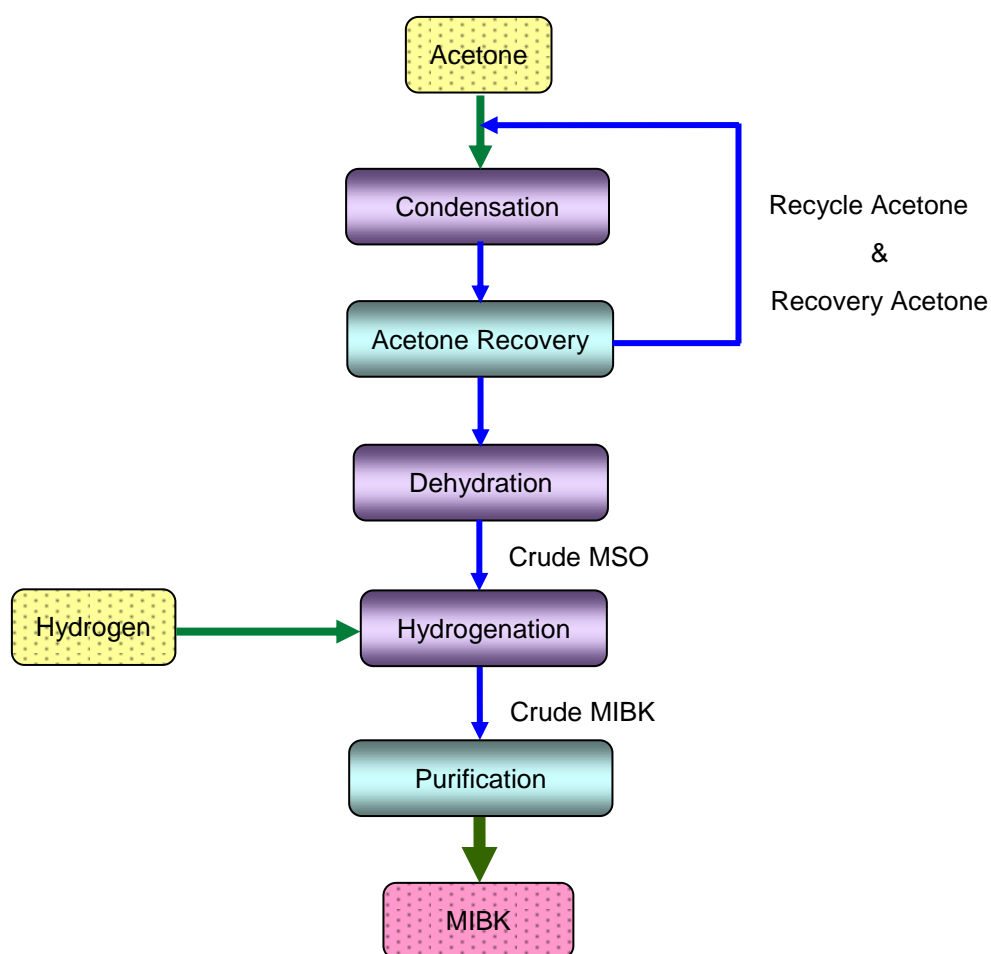 Acetone
Condensation
Recycle Acetone
&
Recovery Acetone
Acetone Recovery
Dehydration
Crude MSO
Hydrogen
Hydrogenation
Crude MIBK
Purification
MIBK